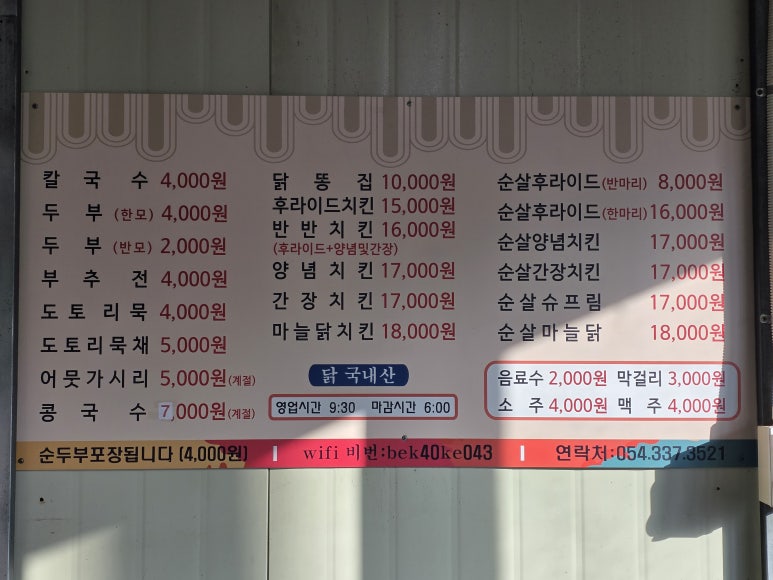 칼국수 4,000원
두부 (한모) 4,000원
두부 (반모) 2,000원
부추전 4,000원
도토리묵 4,000원
도토리묵채 5,000원
어뭇가시리 5,000원(계절)
콩국수 7,000원(계절)
닭똥집 10,000원
후라이드치킨 15,000원
반반치킨 16,000원
(후라이드+양념및간장)
양념치킨 17,000원
간장치킨 17,000원
마늘닭치킨 18,000원
닭 국내산
영업시간 9:30 마감시간 6:00
순살후라이드(반마리) 8,000원
순살후라이드(한마리) 16,000원
순살양념치킨 17,000원
순살간장치킨 17,000원
순살슈프림 17,000원
순살마늘닭 18,000원
음료수 2,000원 막걸리 3,000원
소주 4,000원 맥주 4,000원
순두부포장됩니다 (4,000원) | wifi 비번:bek40ke043 | 연락처:054.337.3521